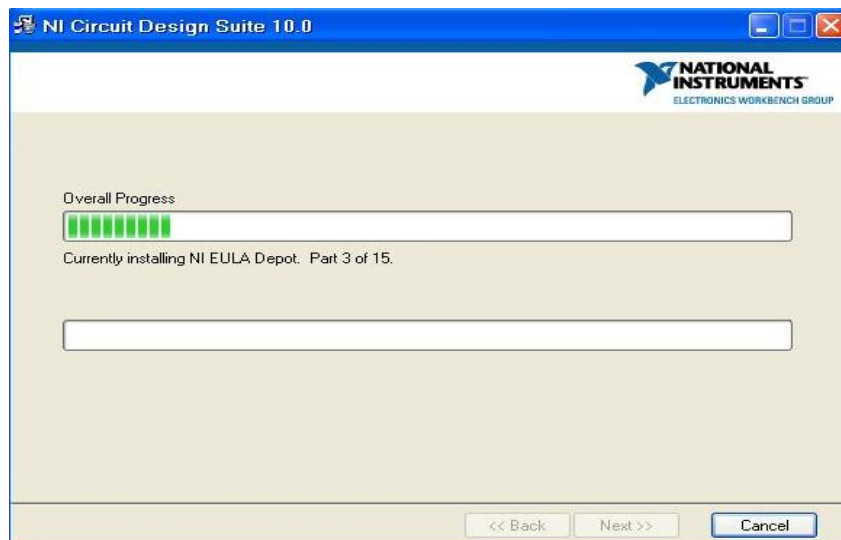 NI Circuit Design Suite 10.0
NATIONAL
INSTRUMENTS
ELECTRONICS WORKBENCH GROUP
Overall Progress
Currently installing NI EULA Depot. Part 3 of 15.
<< Back
Next >>
Cancel